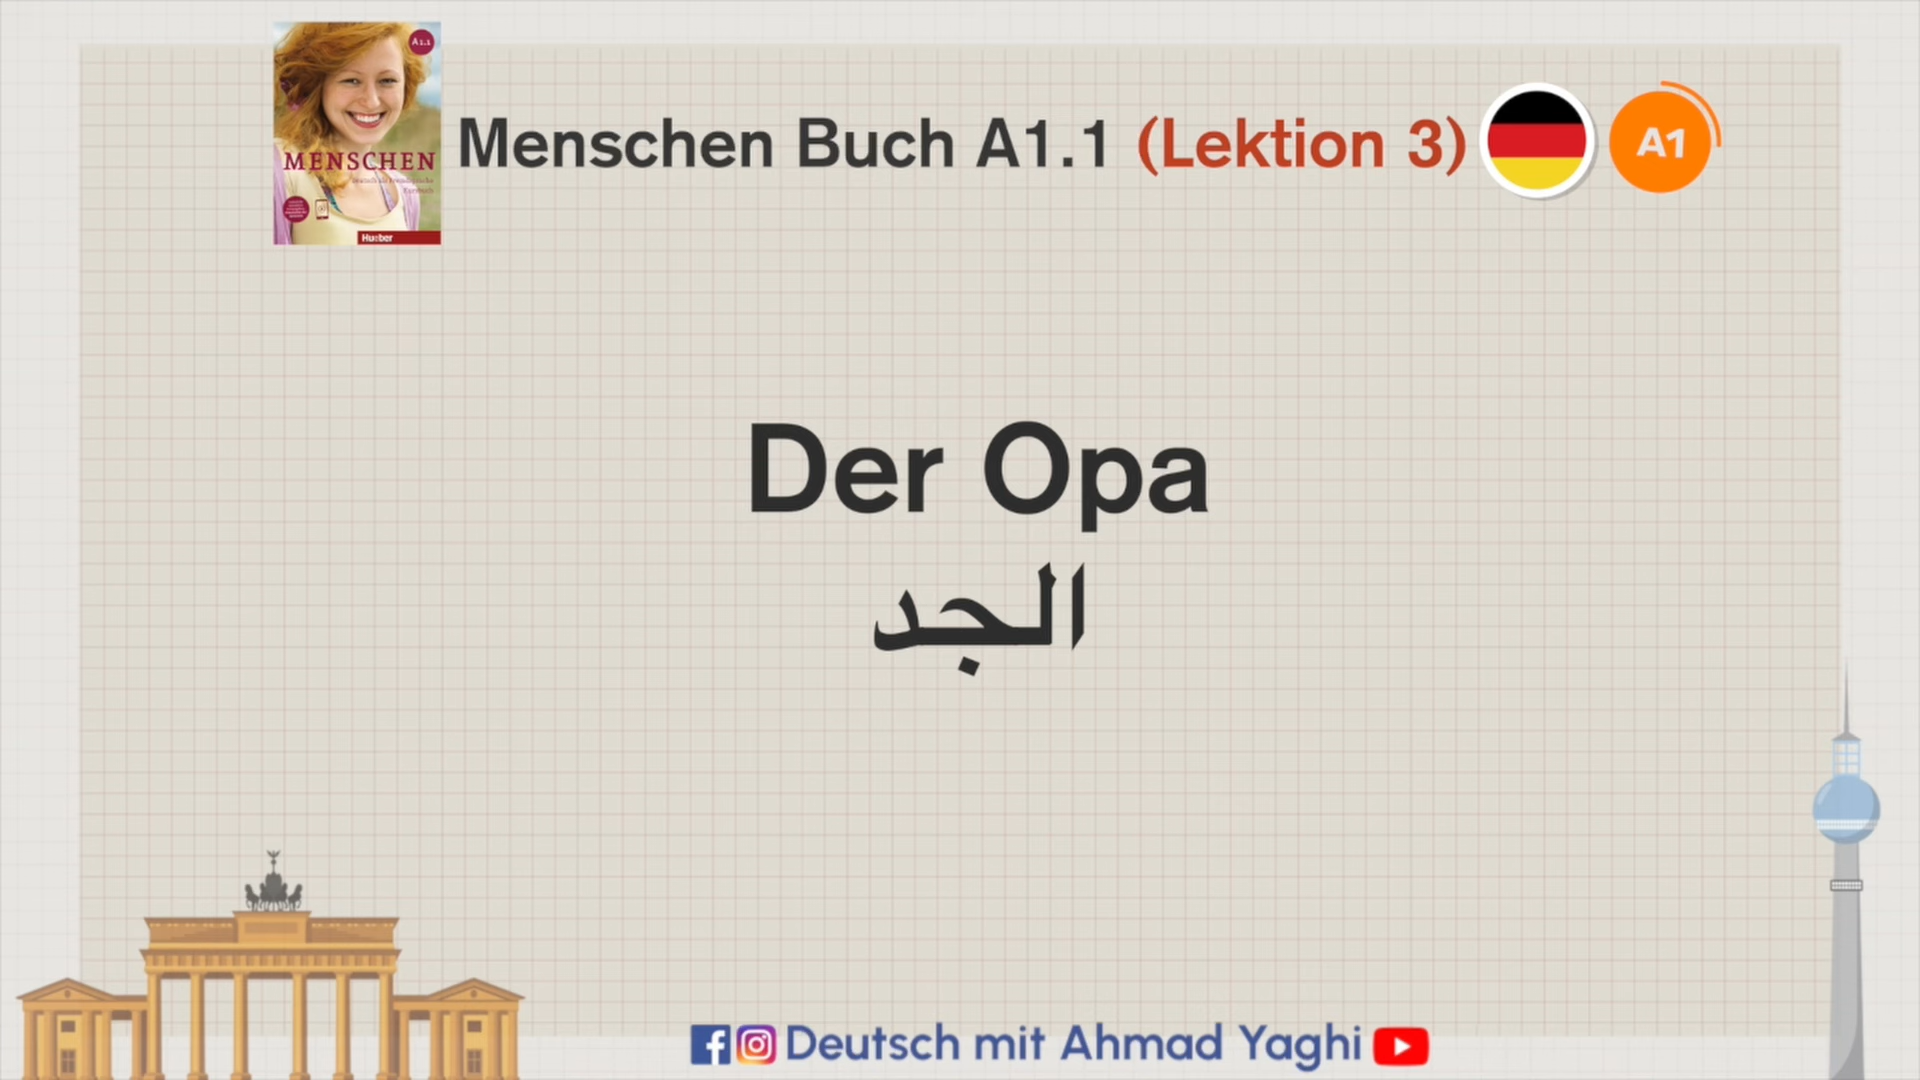 A1.1
MENSCHEN
Hueber
Menschen Buch A1.1 (Lektion 3)
A1
Der Opa
الجد
Deutsch mit Ahmad Yaghi